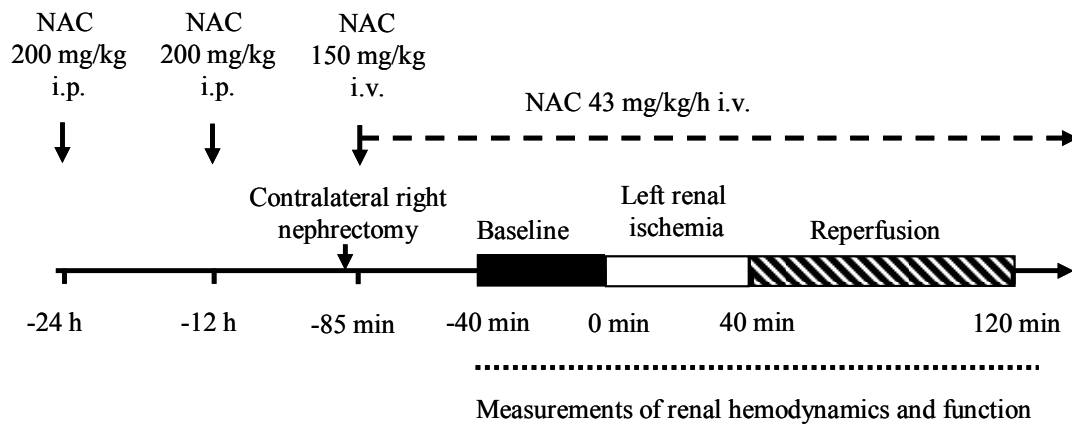 NAC
200 mg/kg
i.p.
NAC
200 mg/kg
i.p.
NAC
150 mg/kg
i.v.
NAC 43 mg/kg/h i.v.
Contralateral right
nephrectomy
Baseline
Left renal
ischemia
Reperfusion
-24 h
-12 h
-85 min
-40 min
0 min
40 min
120 min
Measurements of renal hemodynamics and function